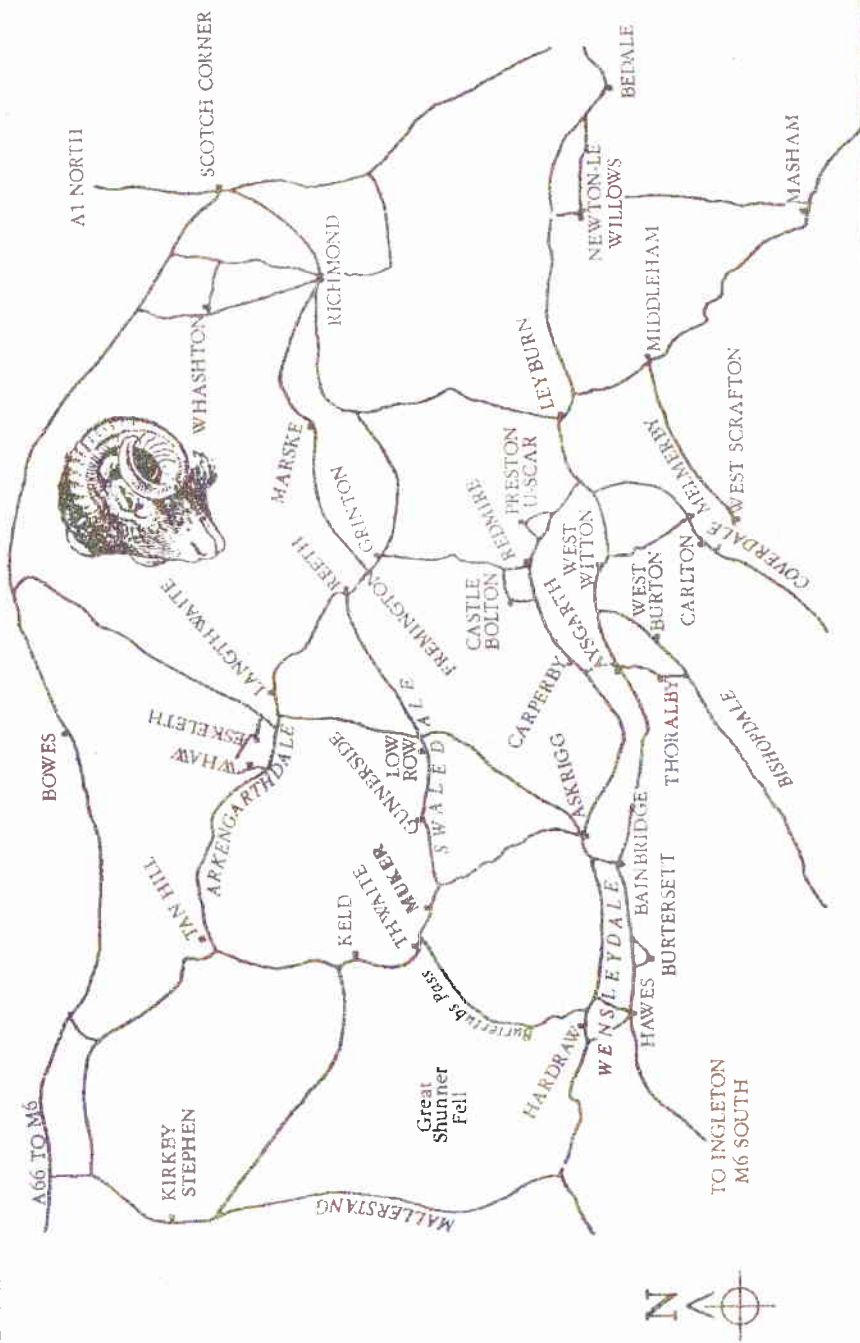 A1 NORTH
SCOTCH CORNER
A66 TO M6
BOWES
WHASHTON
RICHMOND
KIRKBY
STEPHEN
TAN HILL
WHAW
ESKELETH
LANGTHWAITE
ARKENGARTHDALE
MARSKE
REETH
GRINTON
FREMINGTON
KELD
THWAITE
MUKER
GUNNERSIDE
LOW
ROW
SWALEDALE
Buttertubs Pass
Great
Shunner
Fell
MALLERSTANG
HARDRAW
WENSLEYDALE
HAWES
BURTERSETT
BAINBRIDGE
ASKRIGG
CARPERBY
CASTLE
BOLTON
REDMIRE
PRESTON
U-SCAR
LEYBURN
AYSGARTH
WEST
WITTON
THORALBY
WEST
BURTON
CARLTON
MELMERBY
COVERDALE
WEST SCRAFTON
BISHOPDALE
MIDDLEHAM
NEWTON-LE
WILLOWS
BEDALE
MASHAM
TO INGLETON
M6 SOUTH
N